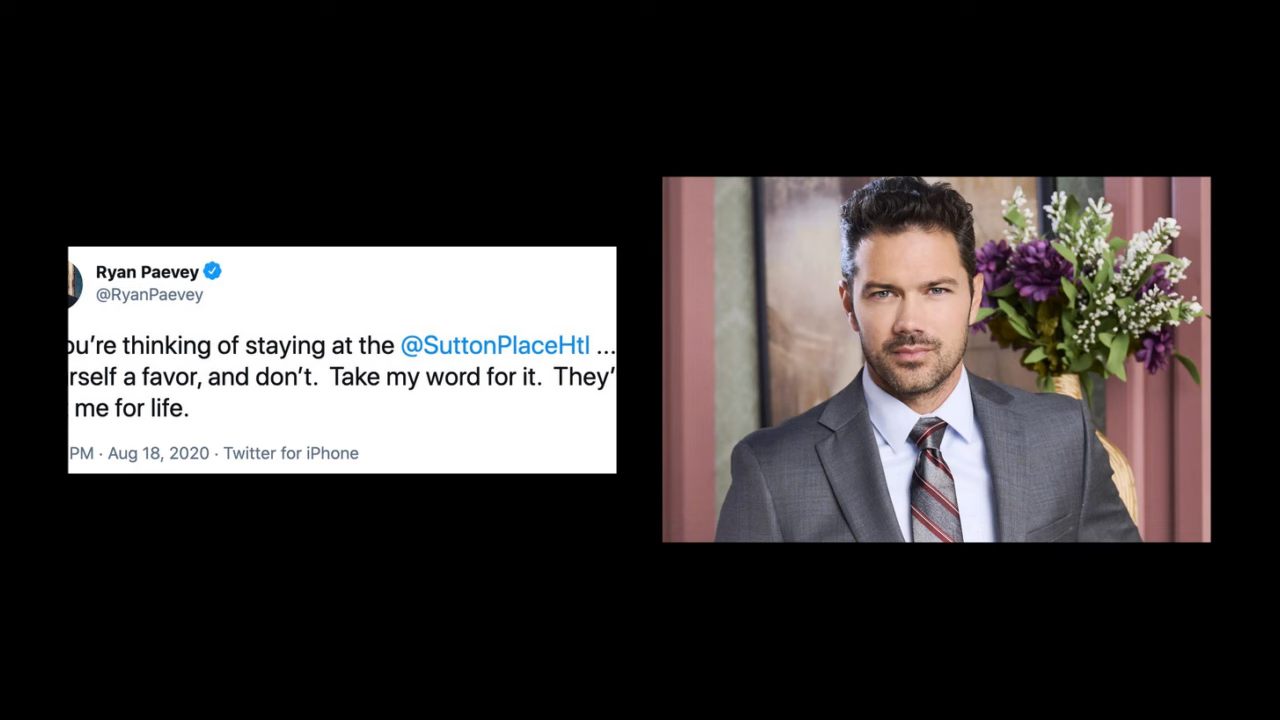 Ryan Paevey
@RyanPaevey
ou’re thinking of staying at the @SuttonPlaceHtl ...
rself a favor, and don’t.  Take my word for it.  They’
me for life.
PM · Aug 18, 2020 · Twitter for iPhone